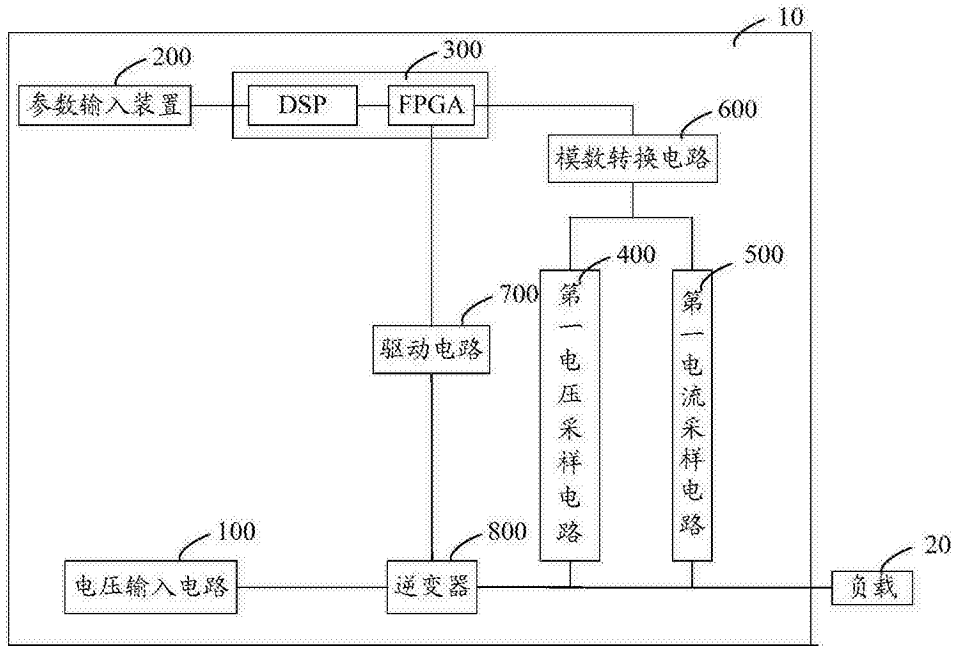 10
200
300
参数输入装置
DSP
FPGA
600
模数转换电路
400
500
第一电压采样电路
第一电流采样电路
700
驱动电路
100
800
电压输入电路
逆变器
20
负载